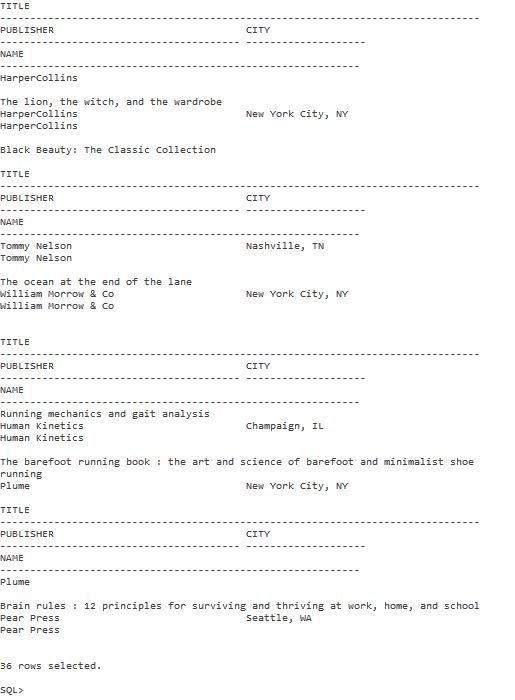 TITLE
--------------------------------------------------------------------------------
PUBLISHER                                CITY
---------------------------------------- --------------------
NAME
------------------------------------------------------------
HarperCollins

The lion, the witch, and the wardrobe
HarperCollins                            New York City, NY
HarperCollins

Black Beauty: The Classic Collection

TITLE
--------------------------------------------------------------------------------
PUBLISHER                                CITY
---------------------------------------- --------------------
NAME
------------------------------------------------------------
Tommy Nelson                             Nashville, TN
Tommy Nelson

The ocean at the end of the lane
William Morrow & Co                      New York City, NY
William Morrow & Co


TITLE
--------------------------------------------------------------------------------
PUBLISHER                                CITY
---------------------------------------- --------------------
NAME
------------------------------------------------------------
Running mechanics and gait analysis
Human Kinetics                           Champaign, IL
Human Kinetics

The barefoot running book : the art and science of barefoot and minimalist shoe
running
Plume                                    New York City, NY

TITLE
--------------------------------------------------------------------------------
PUBLISHER                                CITY
---------------------------------------- --------------------
NAME
------------------------------------------------------------
Plume

Brain rules : 12 principles for surviving and thriving at work, home, and school
Pear Press                               Seattle, WA
Pear Press


36 rows selected.

SQL>